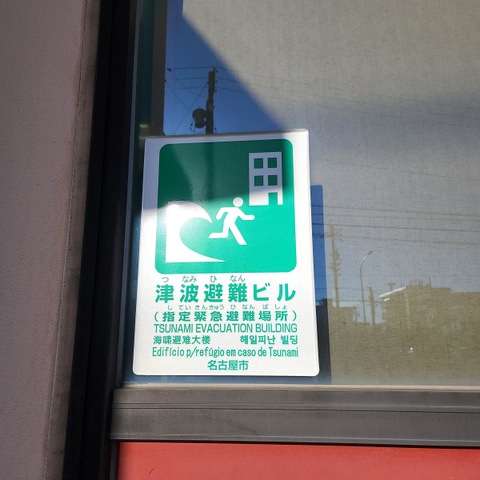 つ なみ ひ なん
津波避難ビル
し てい きんきゅう ひ なん ば しょ
(指定緊急避難場所)
TSUNAMI EVACUATION BUILDING
海啸避难大楼 해일피난 빌딩
Edifício p/refúgio em caso de Tsunami
名古屋市